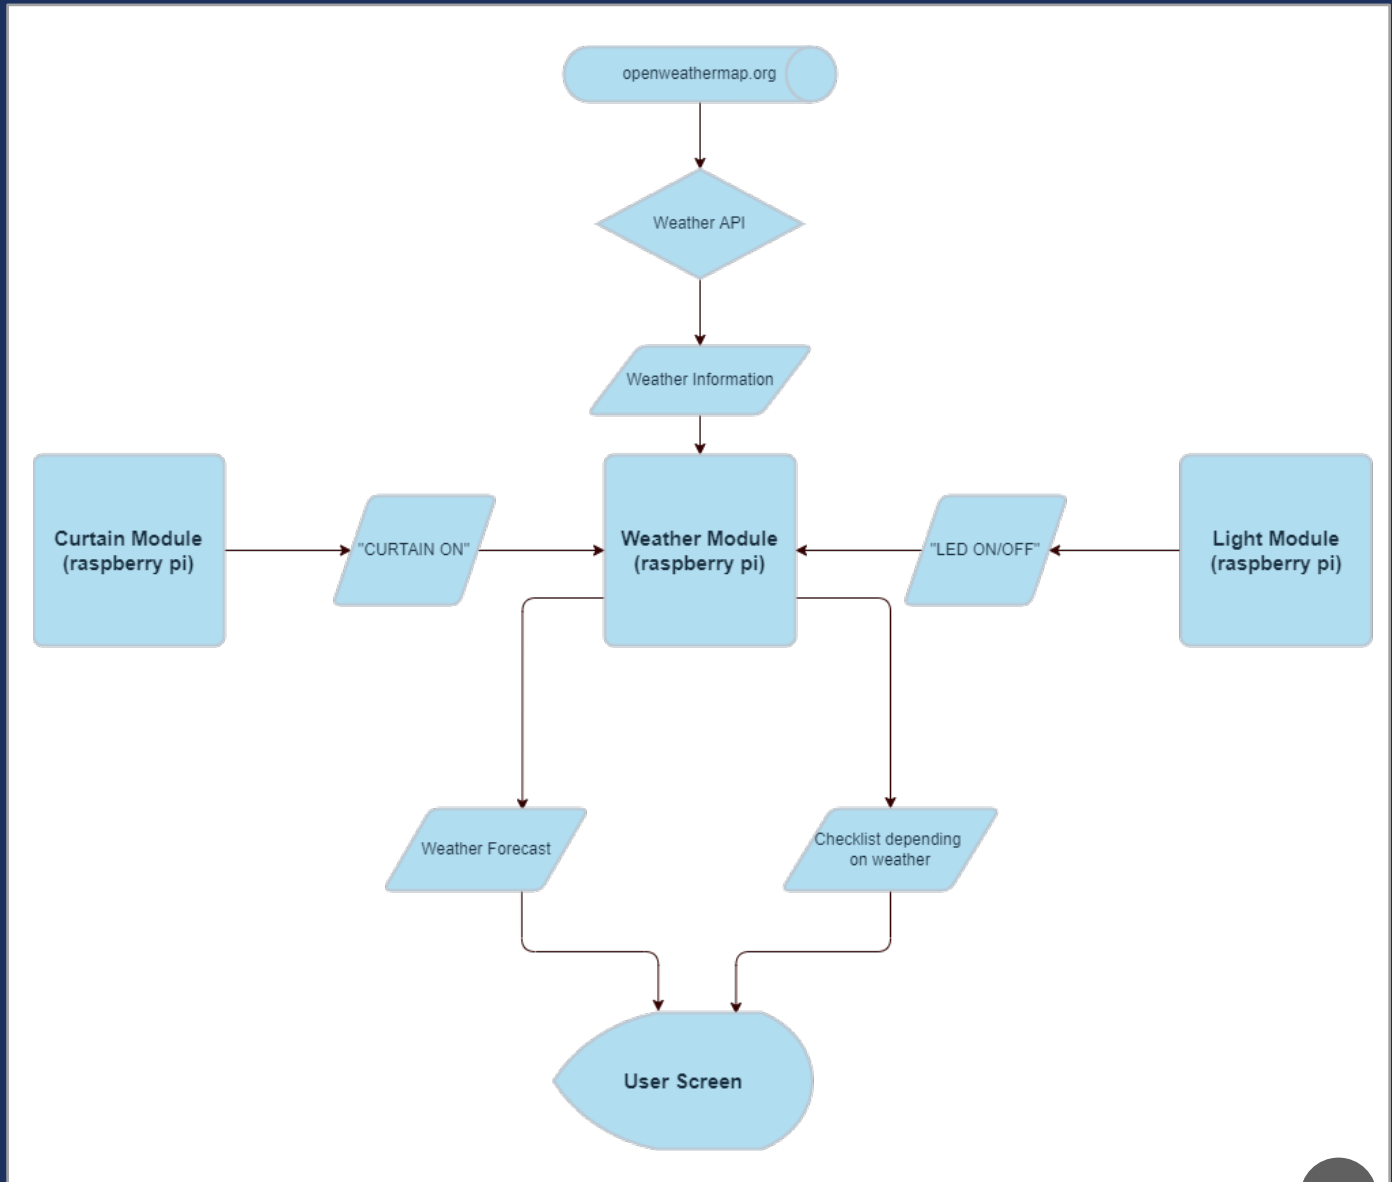 openweathermap.org
Weather API
Weather Information
Curtain Module
(raspberry pi)
"CURTAIN ON"
Weather Module
(raspberry pi)
"LED ON/OFF"
Light Module
(raspberry pi)
Weather Forecast
Checklist depending
on weather
User Screen